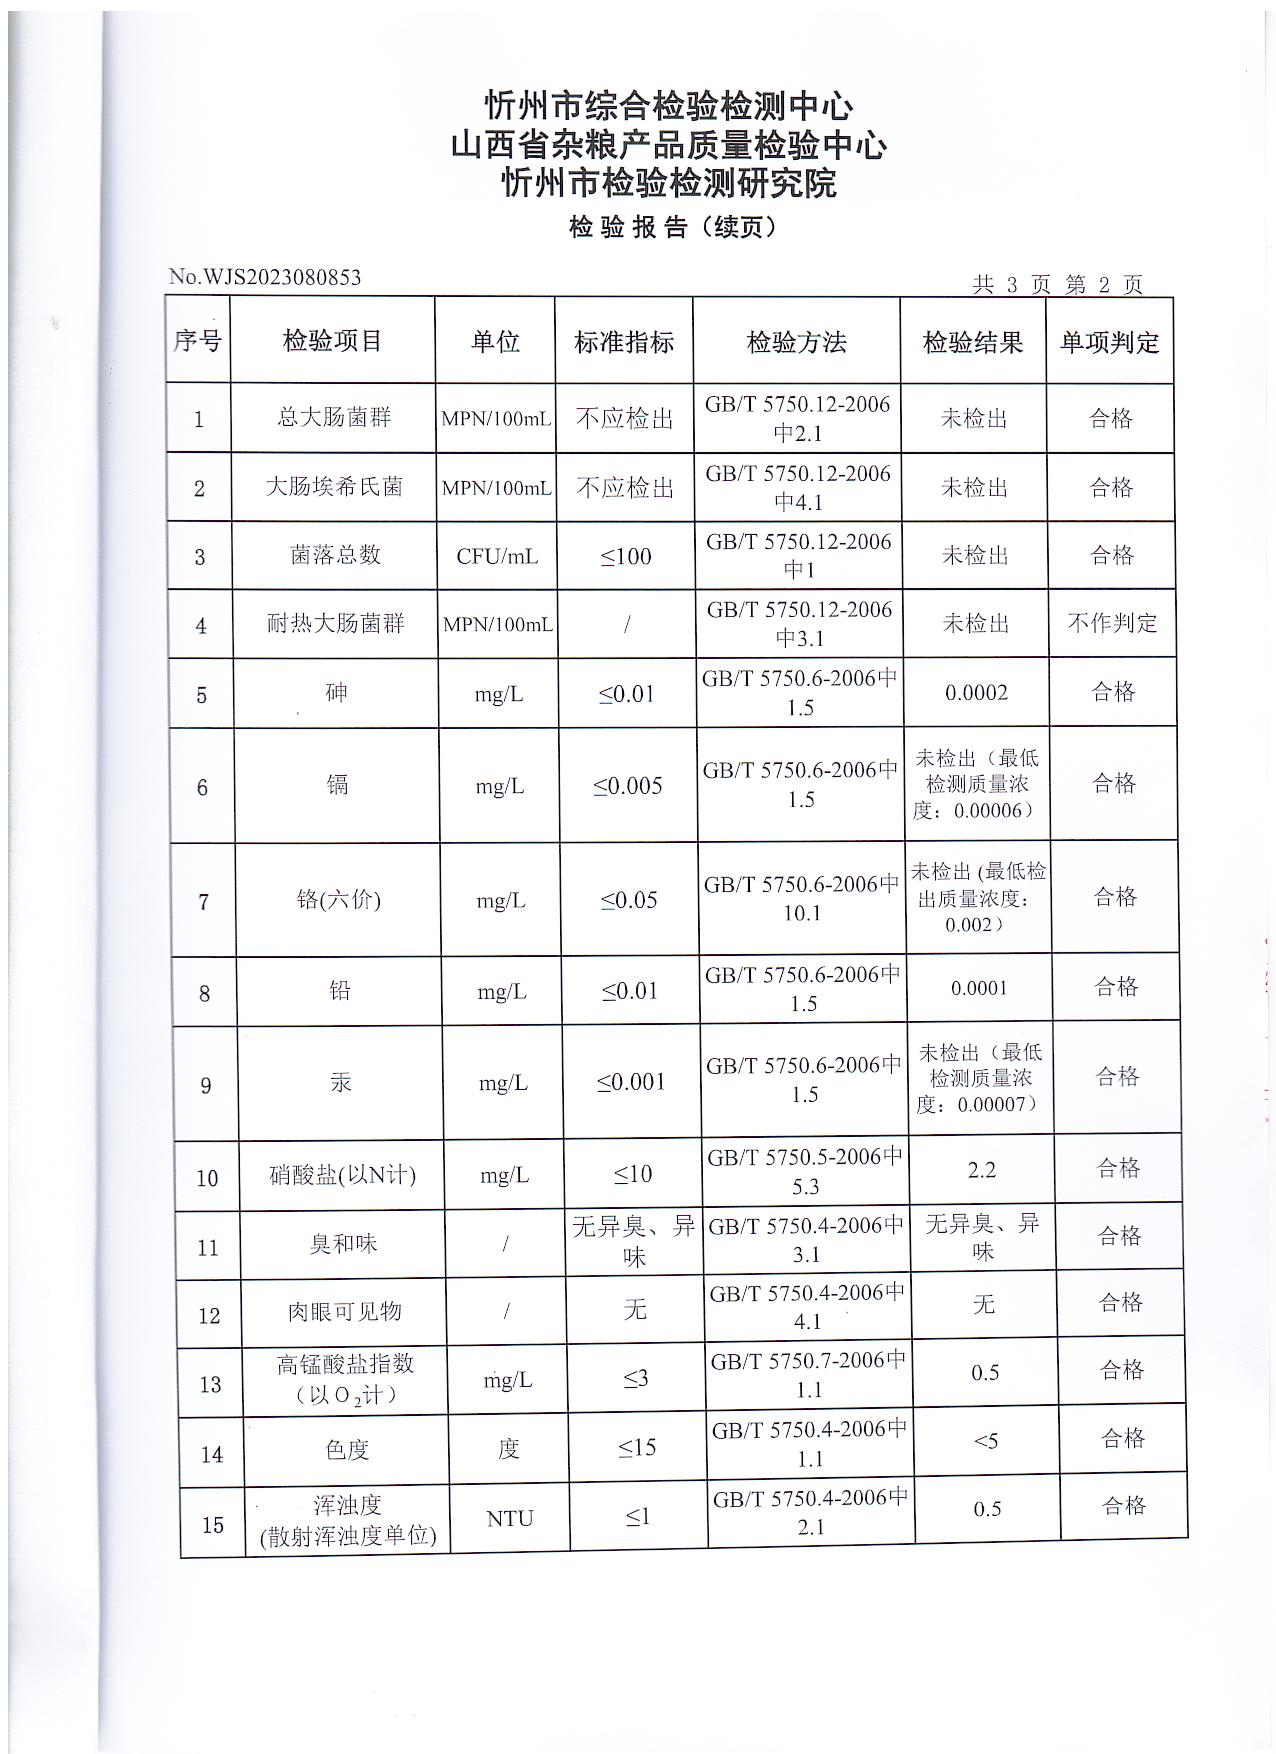 忻州市综合检验检测中心
山西省杂粮产品质量检验中心
忻州市检验检测研究院
检验报告（续页）
No.WJS2023080853
共 3 页 第 2 页
序号 检验项目 单位 标准指标 检验方法 检验结果 单项判定
1 总大肠菌群 MPN/100mL 不应检出 GB/T 5750.12-2006
中2.1 未检出 合格
2 大肠埃希氏菌 MPN/100mL 不应检出 GB/T 5750.12-2006
中4.1 未检出 合格
3 菌落总数 CFU/mL ≤100 GB/T 5750.12-2006
中1 未检出 合格
4 耐热大肠菌群 MPN/100mL / GB/T 5750.12-2006
中3.1 未检出 不作判定
5 砷 mg/L ≤0.01 GB/T 5750.6-2006中
1.5 0.0002 合格
6 镉 mg/L ≤0.005 GB/T 5750.6-2006中
1.5 未检出（最低
检测质量浓
度：0.00006） 合格
7 铬(六价) mg/L ≤0.05 GB/T 5750.6-2006中
10.1 未检出 (最低检
出质量浓度：
0.002） 合格
8 铅 mg/L ≤0.01 GB/T 5750.6-2006中
1.5 0.0001 合格
9 汞 mg/L ≤0.001 GB/T 5750.6-2006中
1.5 未检出（最低
检测质量浓
度：0.00007） 合格
10 硝酸盐(以N计) mg/L ≤10 GB/T 5750.5-2006中
5.3 2.2 合格
11 臭和味 / 无异臭、异
味 GB/T 5750.4-2006中
3.1 无异臭、异
味 合格
12 肉眼可见物 / 无 GB/T 5750.4-2006中
4.1 无 合格
13 高锰酸盐指数
（以O₂计） mg/L ≤3 GB/T 5750.7-2006中
1.1 0.5 合格
14 色度 度 ≤15 GB/T 5750.4-2006中
1.1 <5 合格
15 浑浊度
(散射浑浊度单位) NTU ≤1 GB/T 5750.4-2006中
2.1 0.5 合格